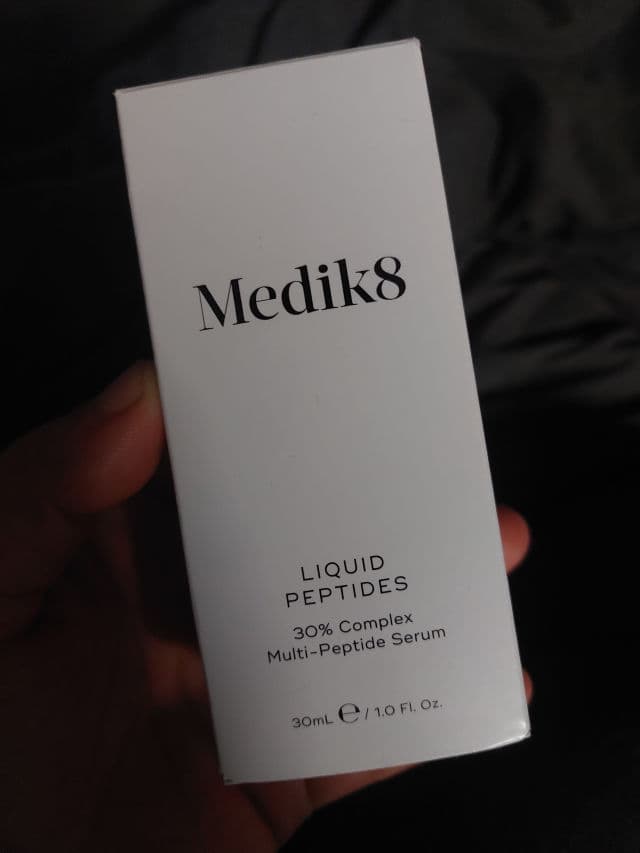 Medik8
LIQUID
PEPTIDES
30% Complex
Multi-Peptide Serum
30mL ℮ / 1.0 Fl. Oz.